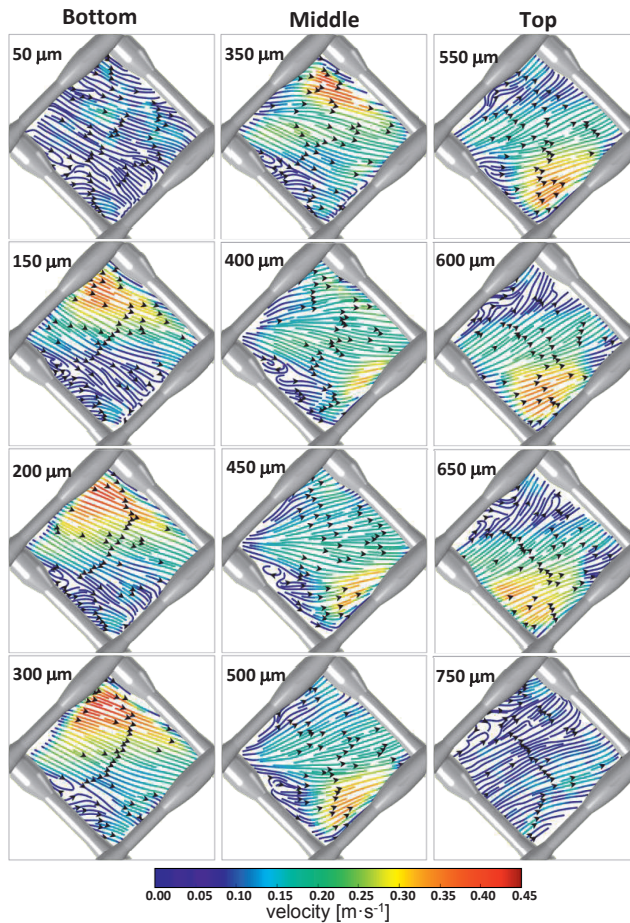 Bottom Middle Top
50 µm 350 µm 550 µm
150 µm 400 µm 600 µm
200 µm 450 µm 650 µm
300 µm 500 µm 750 µm
0.00 0.05 0.10 0.15 0.20 0.25 0.30 0.35 0.40 0.45
velocity [m·s⁻¹]